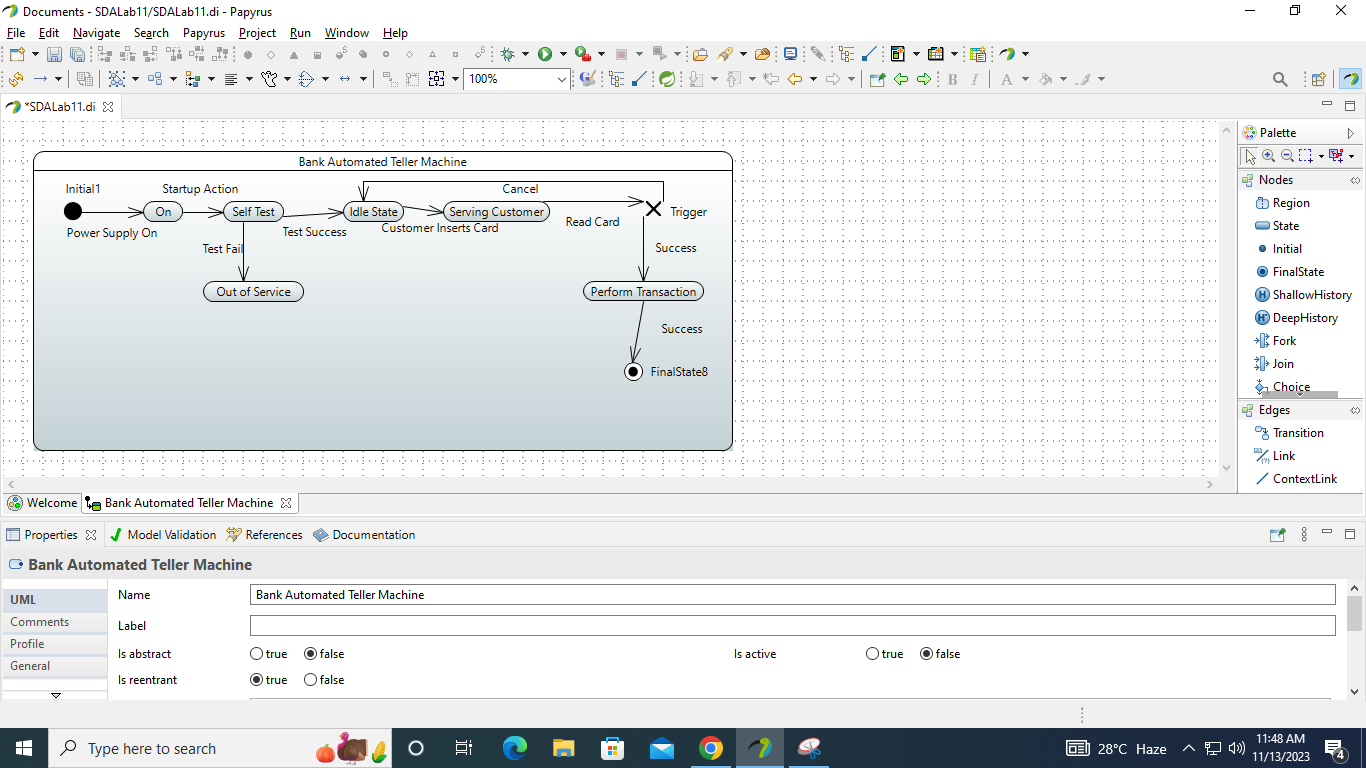 Documents - SDALab11/SDALab11.di - Papyrus
File Edit Navigate Search Papyrus Project Run Window Help
100%
B I A
*SDALab11.di
Bank Automated Teller Machine
Initial1 Startup Action Cancel
On Self Test Idle State Serving Customer Trigger
Power Supply On Test Success Customer Inserts Card Read Card
Test Fail Success
Out of Service Perform Transaction
Success
FinalState8
Palette
Nodes
Region
State
Initial
FinalState
ShallowHistory
DeepHistory
Fork
Join
Choice
Edges
Transition
Link
ContextLink
Welcome Bank Automated Teller Machine
Properties Model Validation References Documentation
Bank Automated Teller Machine
UML
Comments
Profile
General
Name Bank Automated Teller Machine
Label
Is abstract true false Is active true false
Is reentrant true false
Type here to search
28°C Haze
11:48 AM
11/13/2023
4